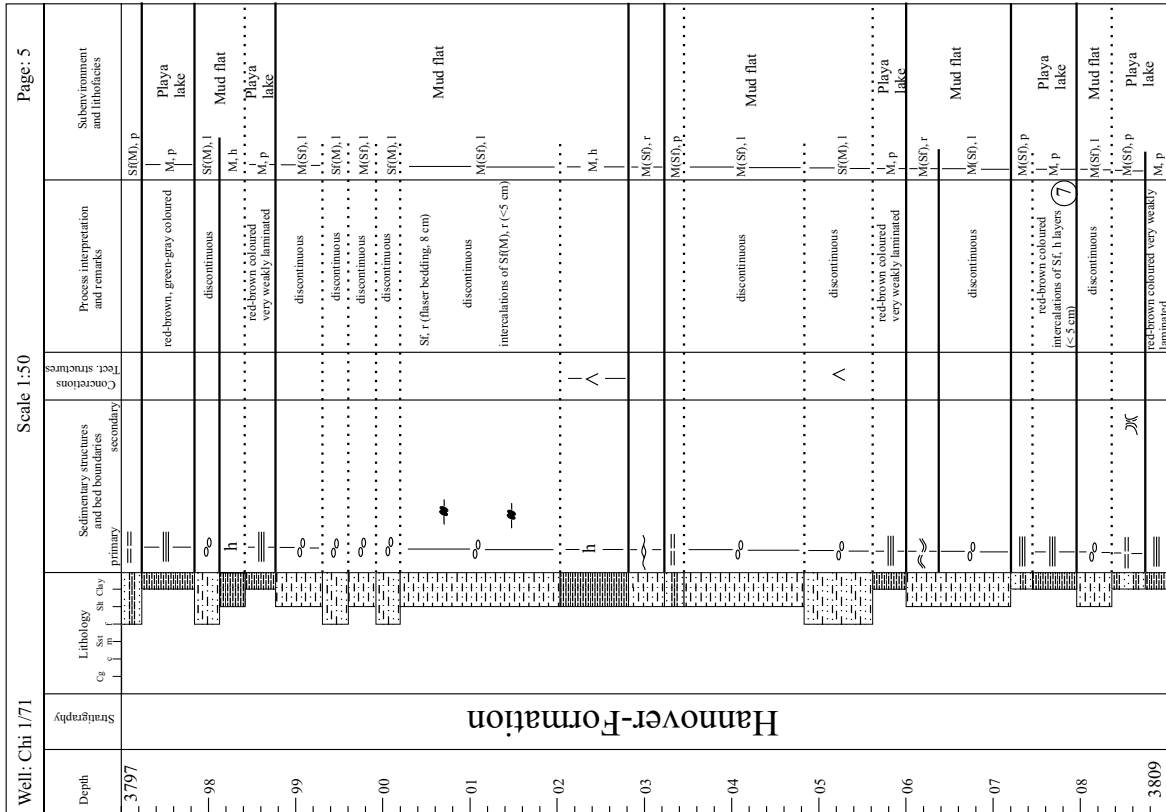 Well: Chi 1/71
Scale 1:50
Page: 5
Depth
Stratigraphy
Lithology
Cg
c
Sst
m
f
Slt
Clay
Sedimentary structures
and bed boundaries
primary
secondary
Concretions
Tect. structures
Process interpretation
and remarks
Subenvironment
and lithofacies
3797
98
99
00
01
02
03
04
05
06
07
08
3809
Hannover-Formation
h
h
red-brown, green-gray coloured
discontinuous
red-brown coloured
very weakly laminated
discontinuous
discontinuous
discontinuous
discontinuous
Sf, r (flaser bedding, 8 cm)
discontinuous
intercalations of Sf(M), r (<5 cm)
discontinuous
discontinuous
red-brown coloured
very weakly laminated
discontinuous
red-brown coloured
intercalations of Sf, h layers
(< 5 cm)
7
discontinuous
red-brown coloured very weakly
laminated
Sf(M), p
M, p
Sf(M), l
M, h
M, p
M(Sf), l
Sf(M), l
M(Sf), l
Sf(M), l
M(Sf), l
M, h
M(Sf), r
M(Sf), p
M(Sf), l
Sf(M), l
M, p
M(Sf), r
M(Sf), l
M(Sf), p
M, p
M(Sf), l
Sf(M), p
M, p
Playa
lake
Mud flat
Playa
lake
Mud flat
Mud flat
Playa
lake
Mud flat
Playa
lake
Mud flat
Playa
lake